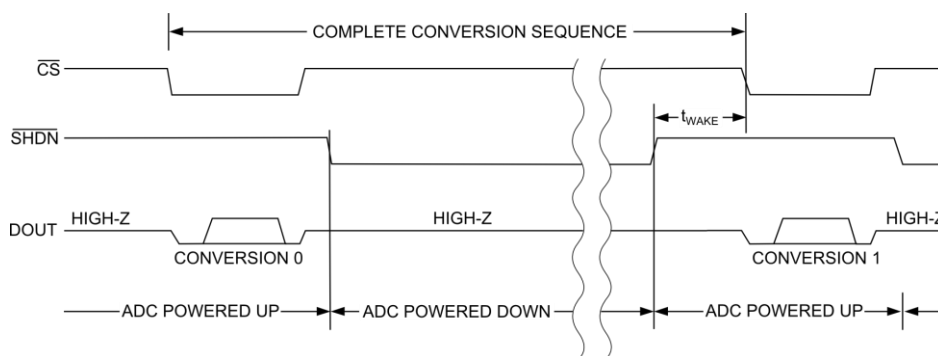 COMPLETE CONVERSION SEQUENCE
CS
tWAKE
SHDN
HIGH-Z HIGH-Z HIGH-Z
DOUT
CONVERSION 0 CONVERSION 1
ADC POWERED UP ADC POWERED DOWN ADC POWERED UP